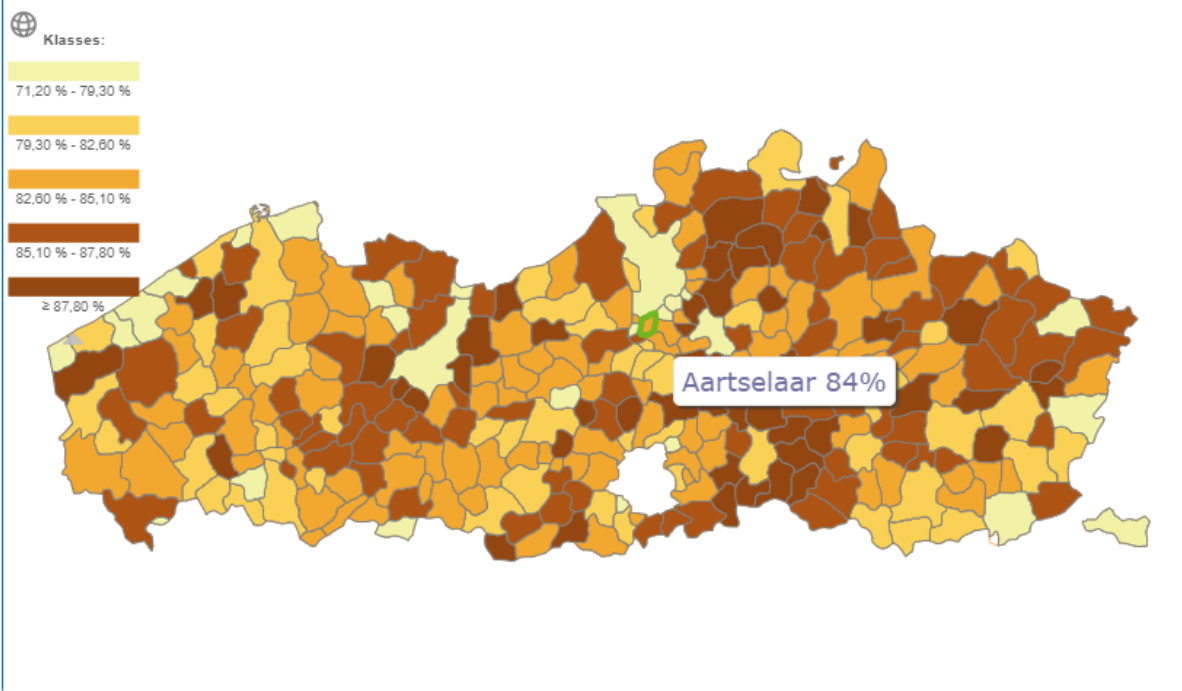 Klasses:
71,20 % - 79,30 %
79,30 % - 82,60 %
82,60 % - 85,10 %
85,10 % - 87,80 %
≥ 87,80 %
Aartselaar 84%